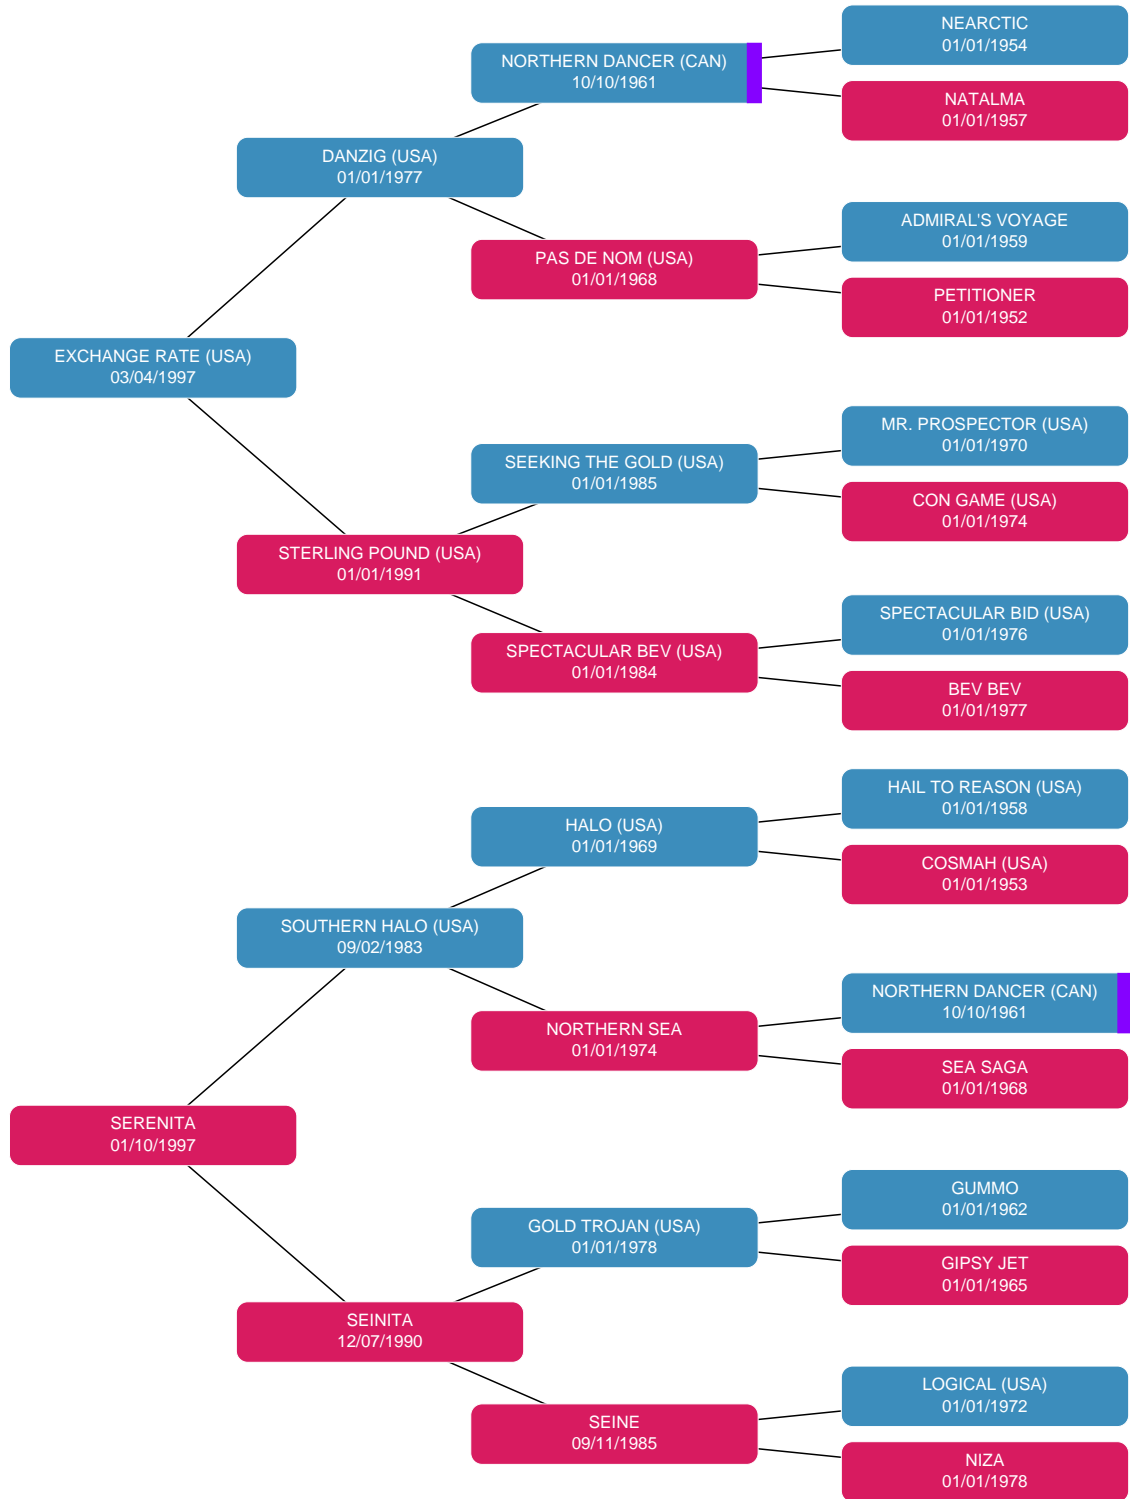 NEARCTIC
01/01/1954
NORTHERN DANCER (CAN)
10/10/1961
NATALMA
01/01/1957
DANZIG (USA)
01/01/1977
ADMIRAL'S VOYAGE
01/01/1959
PAS DE NOM (USA)
01/01/1968
PETITIONER
01/01/1952
EXCHANGE RATE (USA)
03/04/1997
MR. PROSPECTOR (USA)
01/01/1970
SEEKING THE GOLD (USA)
01/01/1985
CON GAME (USA)
01/01/1974
STERLING POUND (USA)
01/01/1991
SPECTACULAR BID (USA)
01/01/1976
SPECTACULAR BEV (USA)
01/01/1984
BEV BEV
01/01/1977
HAIL TO REASON (USA)
01/01/1958
HALO (USA)
01/01/1969
COSMAH (USA)
01/01/1953
SOUTHERN HALO (USA)
09/02/1983
NORTHERN DANCER (CAN)
10/10/1961
NORTHERN SEA
01/01/1974
SEA SAGA
01/01/1968
SERENITA
01/10/1997
GUMMO
01/01/1962
GOLD TROJAN (USA)
01/01/1978
GIPSY JET
01/01/1965
SEINITA
12/07/1990
LOGICAL (USA)
01/01/1972
SEINE
09/11/1985
NIZA
01/01/1978